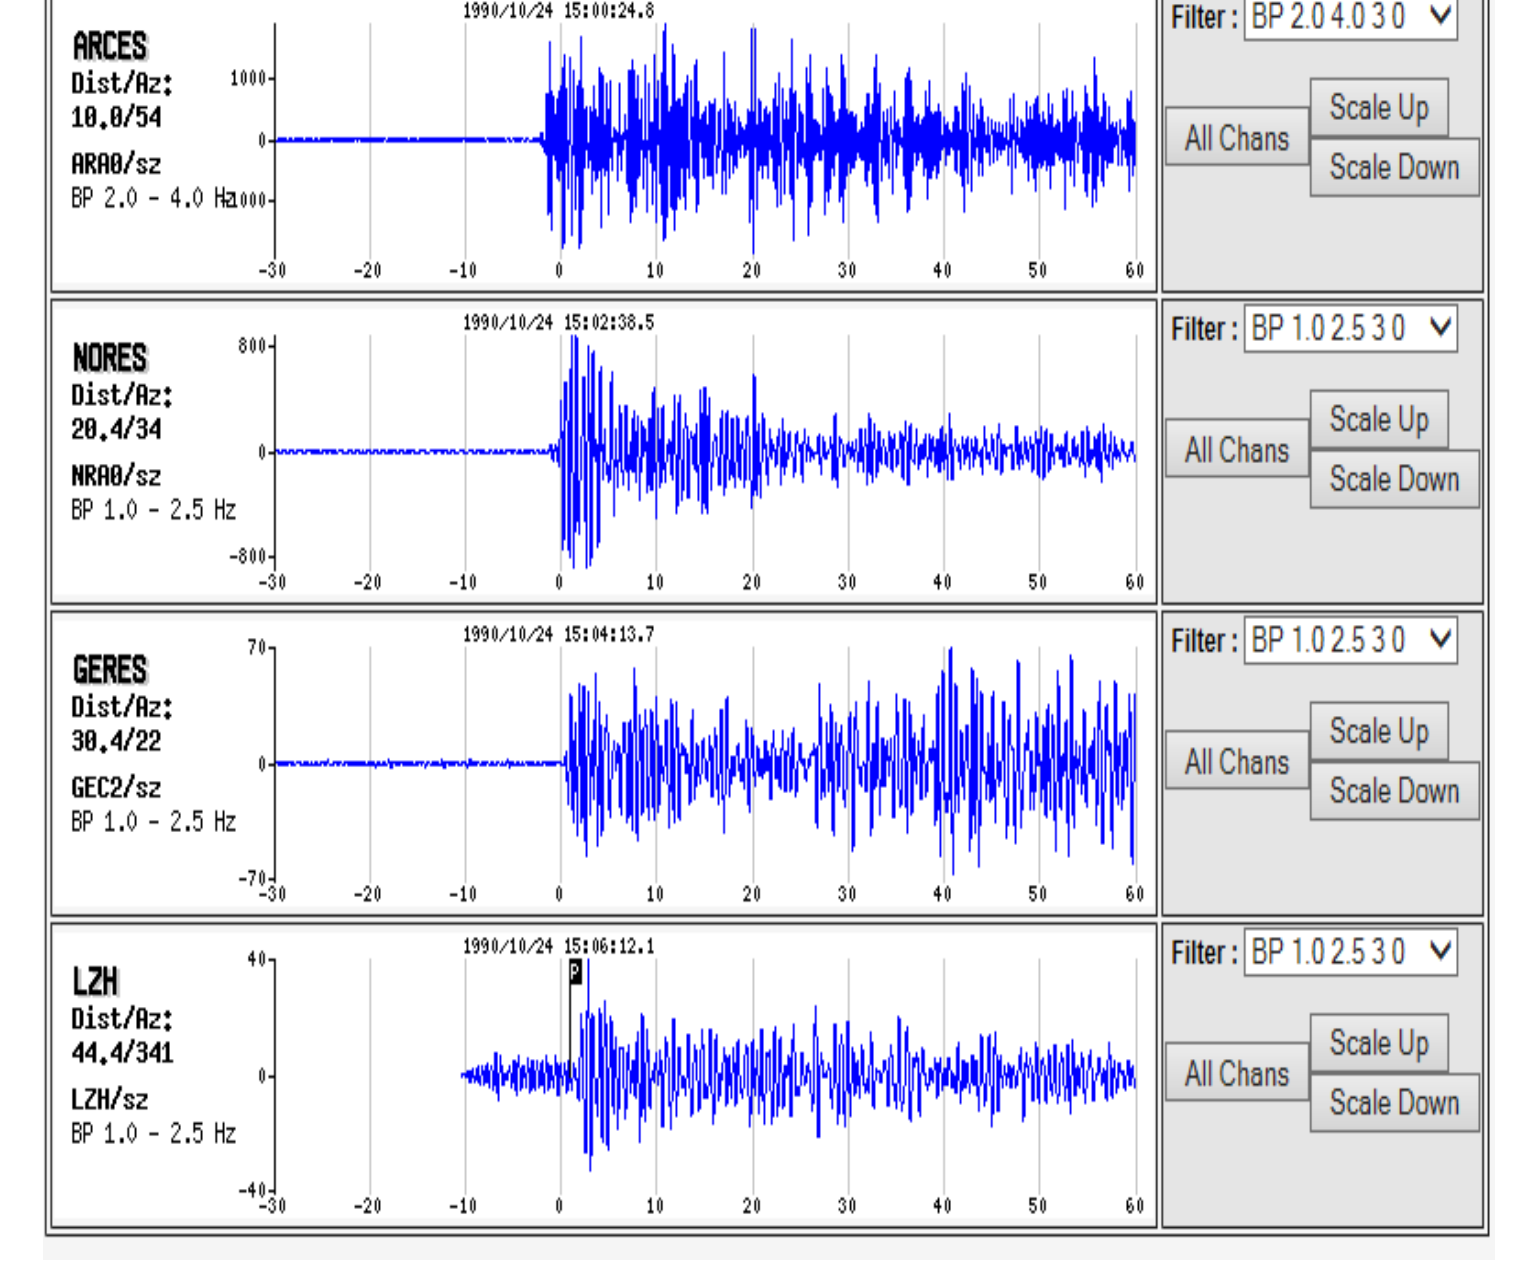 1990/10/24 15:00:24.8
ARCES
Dist/Az:
10.0/54
ARA0/sz
BP 2.0 - 4.0 Hz
1000
0
-1000
-30 -20 -10 0 10 20 30 40 50 60
Filter : BP 2.0 4.0 3 0
All Chans
Scale Up
Scale Down
1990/10/24 15:02:38.5
NORES
Dist/Az:
20.4/34
NRA0/sz
BP 1.0 - 2.5 Hz
800
0
-800
-30 -20 -10 0 10 20 30 40 50 60
Filter : BP 1.0 2.5 3 0
All Chans
Scale Up
Scale Down
1990/10/24 15:04:13.7
GERES
Dist/Az:
30.4/22
GEC2/sz
BP 1.0 - 2.5 Hz
70
0
-70
-30 -20 -10 0 10 20 30 40 50 60
Filter : BP 1.0 2.5 3 0
All Chans
Scale Up
Scale Down
1990/10/24 15:06:12.1
P
LZH
Dist/Az:
44.4/341
LZH/sz
BP 1.0 - 2.5 Hz
40
0
-40
-30 -20 -10 0 10 20 30 40 50 60
Filter : BP 1.0 2.5 3 0
All Chans
Scale Up
Scale Down